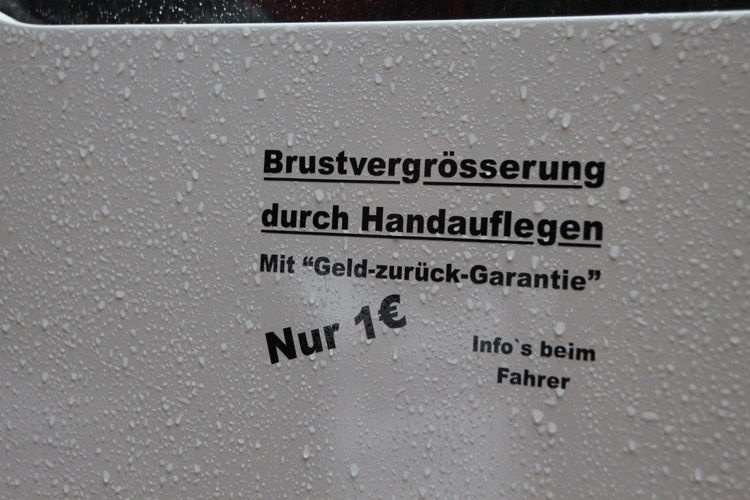 Brustvergrösserung
durch Handauflegen
Mit “Geld-zurück-Garantie”
Nur 1€
Info`s beim
Fahrer